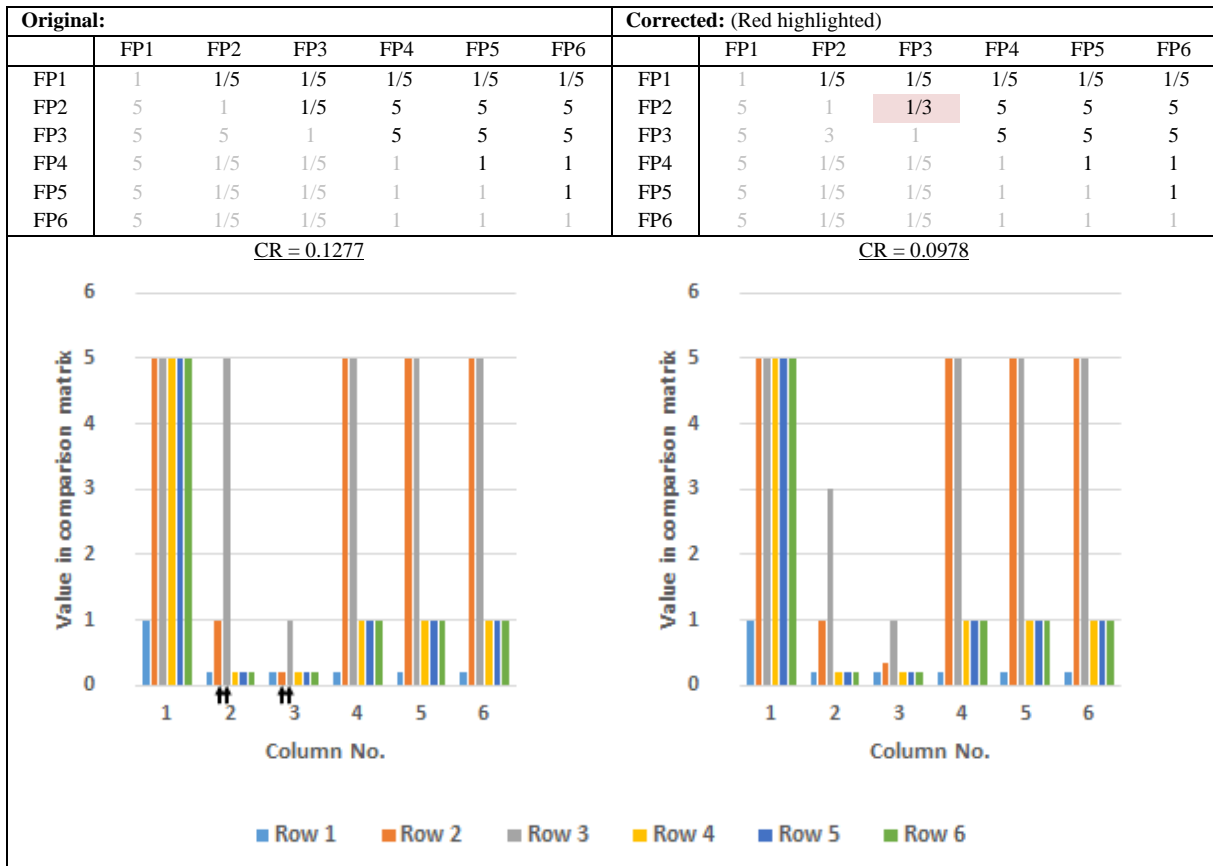 Original:
FP1 FP2 FP3 FP4 FP5 FP6
FP1 1 1/5 1/5 1/5 1/5 1/5
FP2 5 1 1/5 5 5 5
FP3 5 5 1 5 5 5
FP4 5 1/5 1/5 1 1 1
FP5 5 1/5 1/5 1 1 1
FP6 5 1/5 1/5 1 1 1
CR = 0.1277
Corrected: (Red highlighted)
FP1 FP2 FP3 FP4 FP5 FP6
FP1 1 1/5 1/5 1/5 1/5 1/5
FP2 5 1 1/3 5 5 5
FP3 5 3 1 5 5 5
FP4 5 1/5 1/5 1 1 1
FP5 5 1/5 1/5 1 1 1
FP6 5 1/5 1/5 1 1 1
CR = 0.0978
Value in comparison matrix
6
5
4
3
2
1
0
1 2 3 4 5 6
Column No.
Value in comparison matrix
6
5
4
3
2
1
0
1 2 3 4 5 6
Column No.
Row 1 Row 2 Row 3 Row 4 Row 5 Row 6